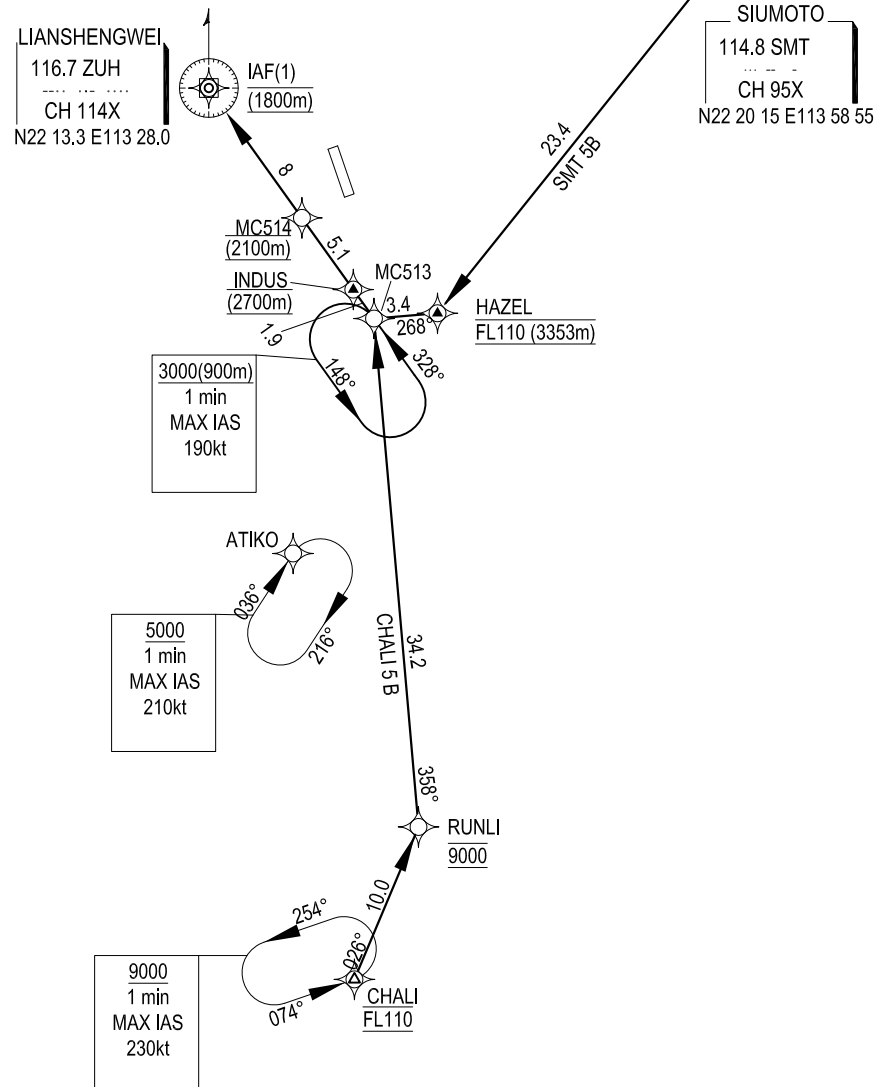 LIANSHENGWEI
116.7 ZUH
CH 114X
N22 13.3 E113 28.0
IAF(1)
(1800m)
SIUMOTO
114.8 SMT
CH 95X
N22 20 15 E113 58 55
23.4
SMT 5B
8
MC514
(2100m)
5.1
INDUS
(2700m)
MC513
1.9
3.4
268°
HAZEL
FL110 (3353m)
3000(900m)
1 min
MAX IAS
190kt
148°
328°
ATIKO
036°
216°
5000
1 min
MAX IAS
210kt
34.2
CHALI 5 B
358°
RUNLI
9000
10.0
026°
254°
074°
CHALI
FL110
9000
1 min
MAX IAS
230kt